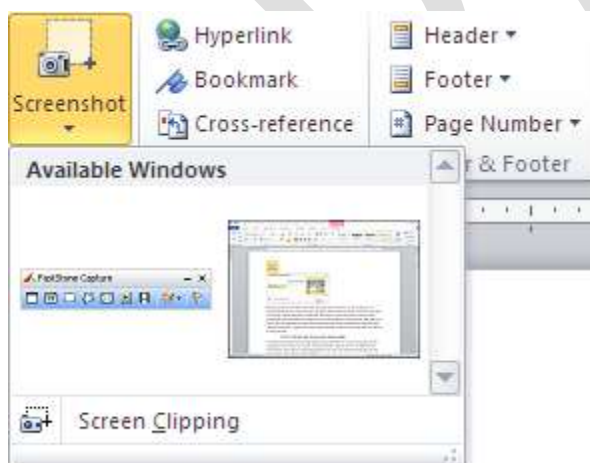 Screenshot
Hyperlink
Bookmark
Cross-reference
Header
Footer
Page Number
r & Footer
Available Windows
FastStone Capture
Screen Clipping